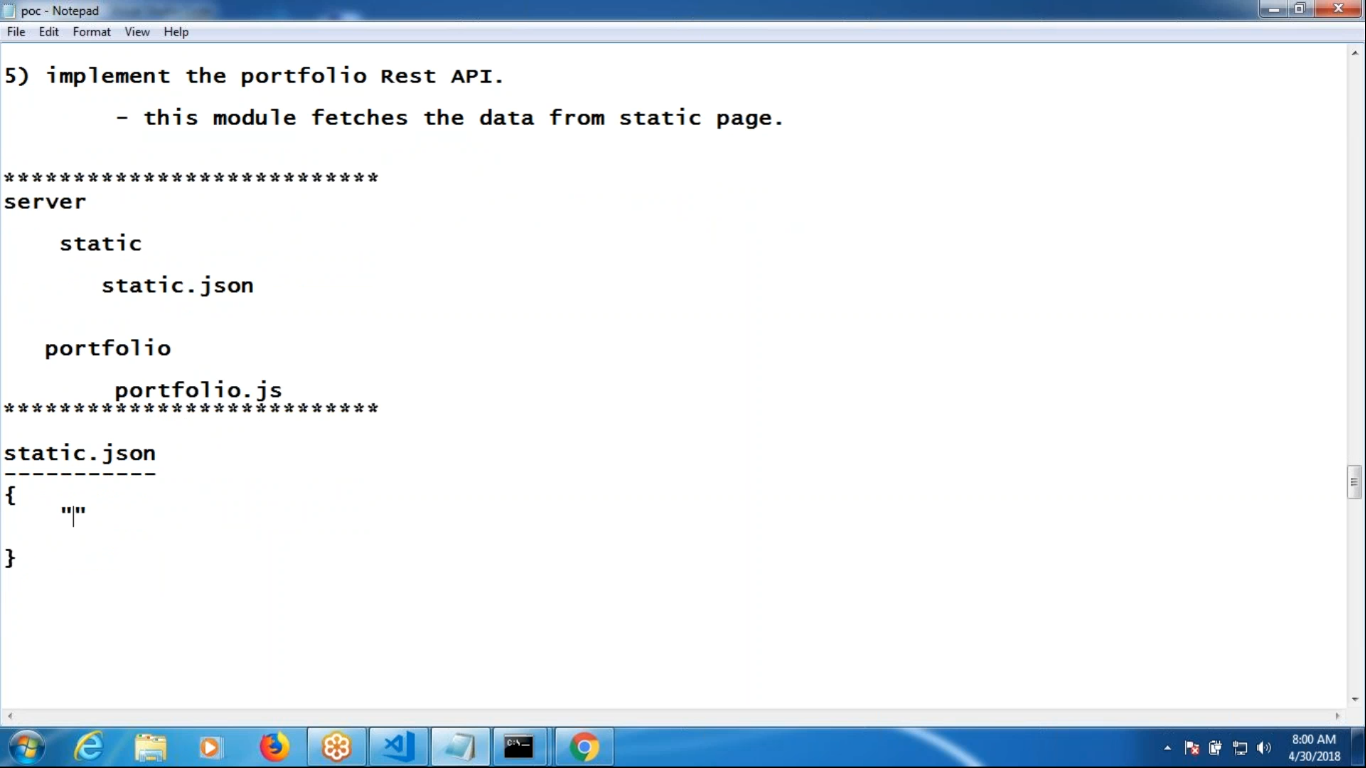 poc - Notepad
File Edit Format View Help
5) implement the portfolio Rest API.
- this module fetches the data from static page.
***************************
server
static
static.json
portfolio
portfolio.js
***************************
static.json
-----------
{
""
}
8:00 AM
4/30/2018